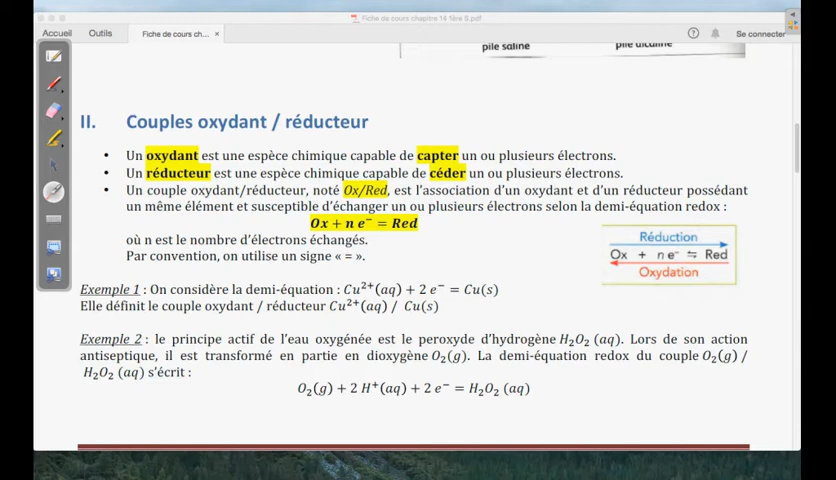 Fiche de cours chapitre 14 1ère S.pdf
Accueil Outils Fiche de cours ch... × ? Se connecter
pile saline pile alcaline
II. Couples oxydant / réducteur
• Un oxydant est une espèce chimique capable de capter un ou plusieurs électrons.
• Un réducteur est une espèce chimique capable de céder un ou plusieurs électrons.
• Un couple oxydant/réducteur, noté Ox/Red, est l'association d'un oxydant et d'un réducteur possédant
un même élément et susceptible d'échanger un ou plusieurs électrons selon la demi-équation redox :
Ox + n e⁻ = Red
où n est le nombre d'électrons échangés.
Par convention, on utilise un signe « = ».
Réduction
Ox + n e⁻ ⇋ Red
Oxydation
Exemple 1 : On considère la demi-équation : Cu²⁺(aq) + 2 e⁻ = Cu(s)
Elle définit le couple oxydant / réducteur Cu²⁺(aq) / Cu(s)
Exemple 2 : le principe actif de l'eau oxygénée est le peroxyde d'hydrogène H₂O₂ (aq). Lors de son action
antiseptique, il est transformé en partie en dioxygène O₂(g). La demi-équation redox du couple O₂(g) /
H₂O₂ (aq) s'écrit :
O₂(g) + 2 H⁺(aq) + 2 e⁻ = H₂O₂ (aq)